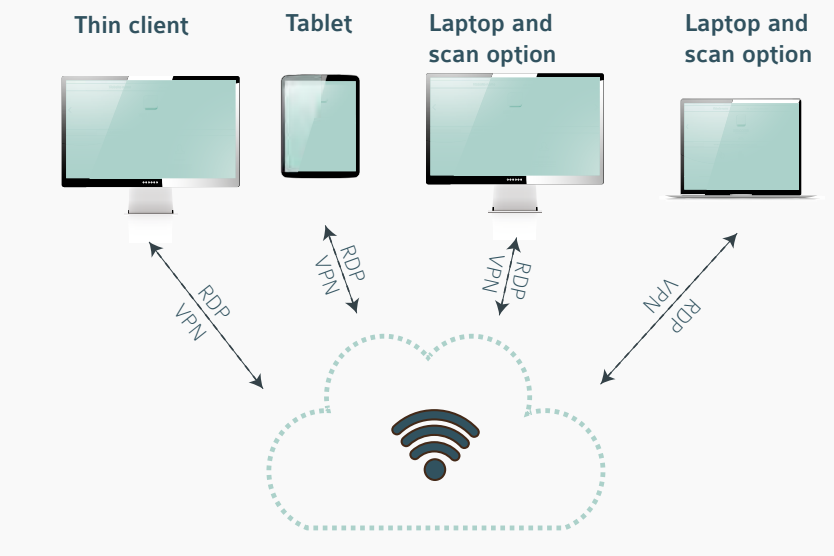 Thin client
Tablet
Laptop and
scan option
Laptop and
scan option
RDP
VPN
RDP
VPN
RDP
VPN
RDP
VPN